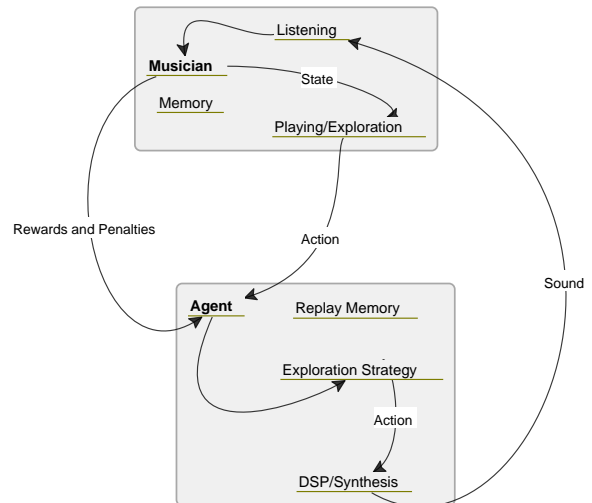 Listening
Musician
State
Memory
Playing/Exploration
Rewards and Penalties
Action
Sound
Agent
Replay Memory
Exploration Strategy
Action
DSP/Synthesis